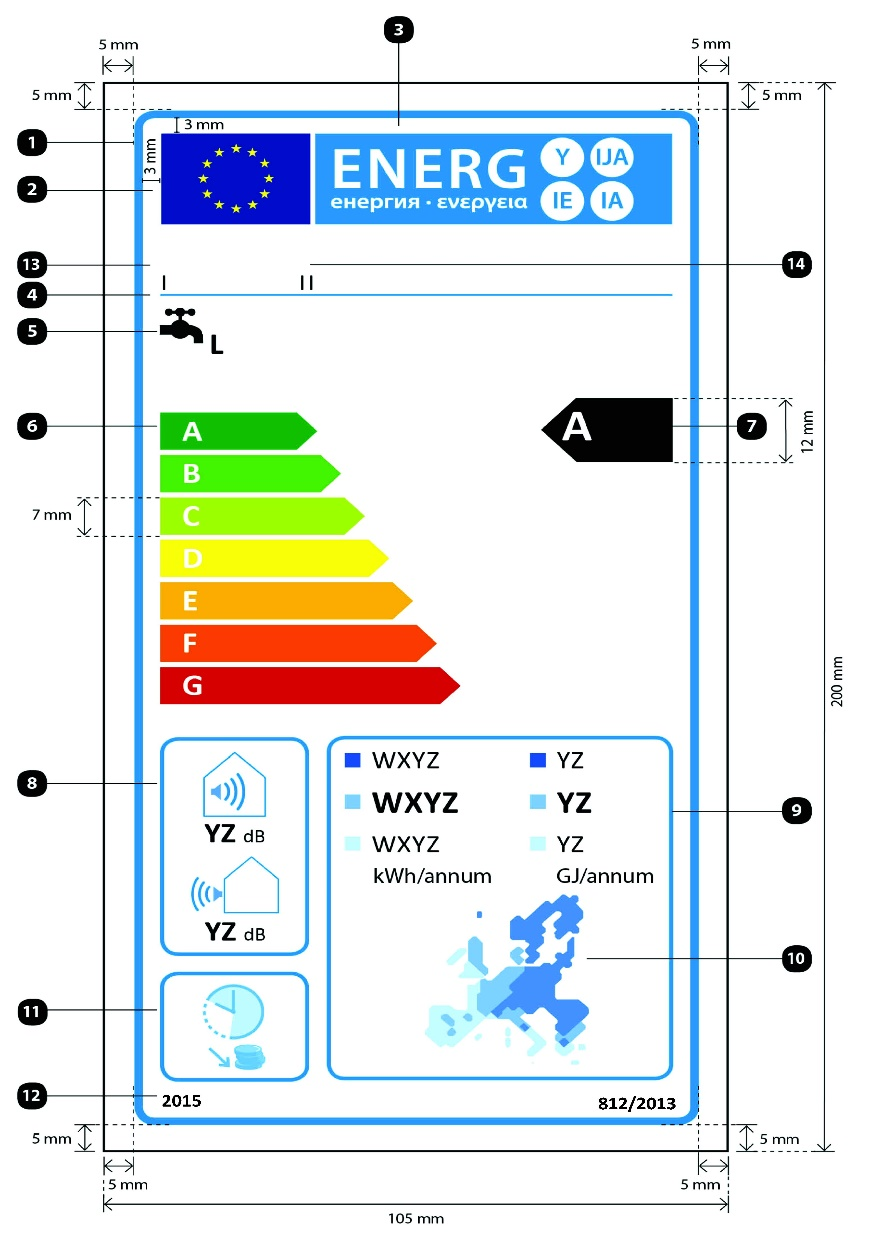 3
5 mm
5 mm
5 mm
5 mm
3 mm
1
3 mm
ENERG
Y
IJA
2
енергия · ενεργεια
IE
IA
13
14
I
II
4
5
L
6
A
A
7
12 mm
B
7 mm
C
D
E
F
G
200 mm
WXYZ
YZ
8
WXYZ
YZ
9
YZ dB
WXYZ
YZ
kWh/annum
GJ/annum
YZ dB
10
11
12
2015
812/2013
5 mm
5 mm
5 mm
5 mm
105 mm